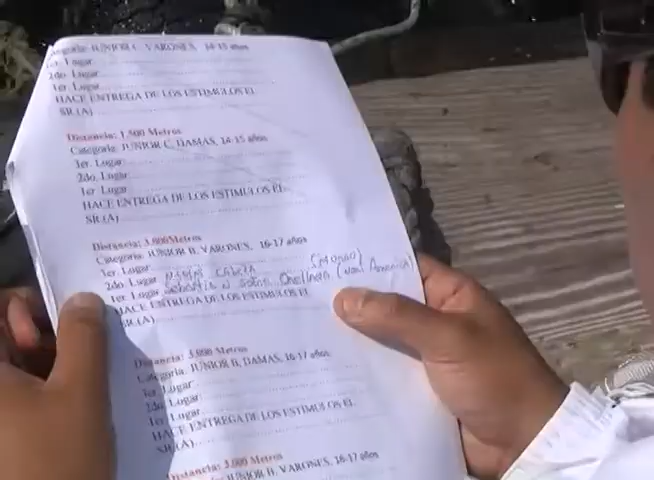 Categoría: JUNIOR C. VARONES, 14-15 años
1er. Lugar
2do. Lugar
1er. Lugar
HACE ENTREGA DE LOS ESTIMULOS EL
SR.(A)
Distancia: 1.500 Metros
Categoría: JUNIOR C. DAMAS, 14-15 años
1er. Lugar
2do. Lugar
1er Lugar
HACE ENTREGA DE LOS ESTIMULOS EL
SR.(A)
Distancia: 3.000 Metros
Categoría: JUNIOR B. VARONES, 16-17 años
1er. Lugar
2do. Lugar
1er. Lugar
HACE ENTREGA DE LOS ESTIMULOS EL
SR.(A)
Distancia: 3.000 Metros
Categoría: JUNIOR B. DAMAS, 16-17 años
1er. Lugar
2do. Lugar
1er Lugar
HACE ENTREGA DE LOS ESTIMULOS EL
SR.(A)
Distancia: 3.000 Metros
Categoría: JUNIOR B. VARONES, 16-17 años